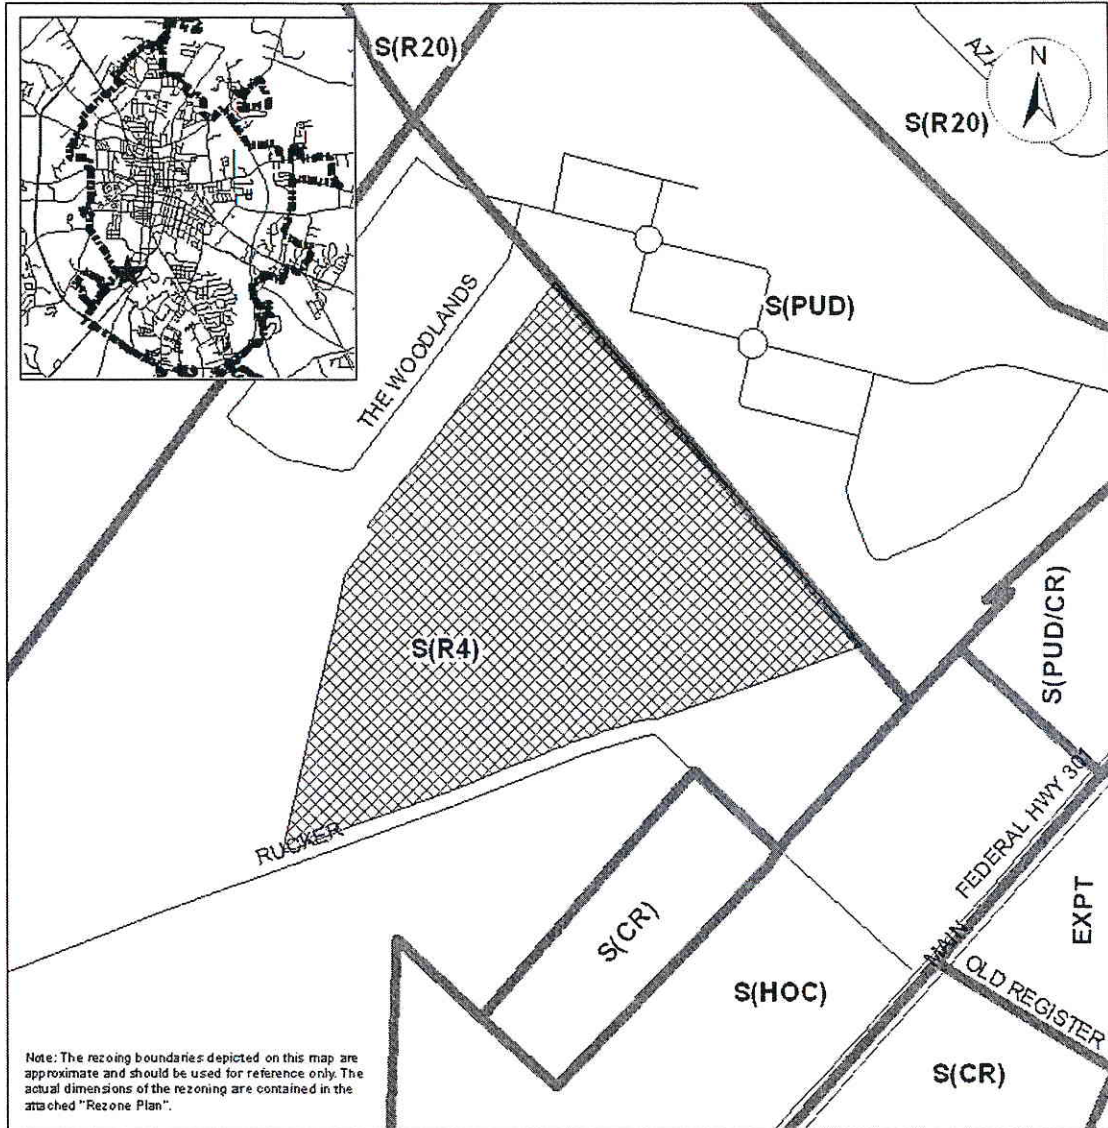 S(R20)
AZ
N
S(R20)
S(PUD)
THE WOODLANDS
S(R4)
S(PUD/CR)
FEDERAL HWY 301
RUCKER
S(CR)
MAIN
EXPT
S(HOC)
OLD REGISTER
S(CR)
Note: The rezoing boundaries depicted on this map are
approximate and should be used for reference only. The
actual dimensions of the rezoning are contained in the
attached "Rezone Plan".